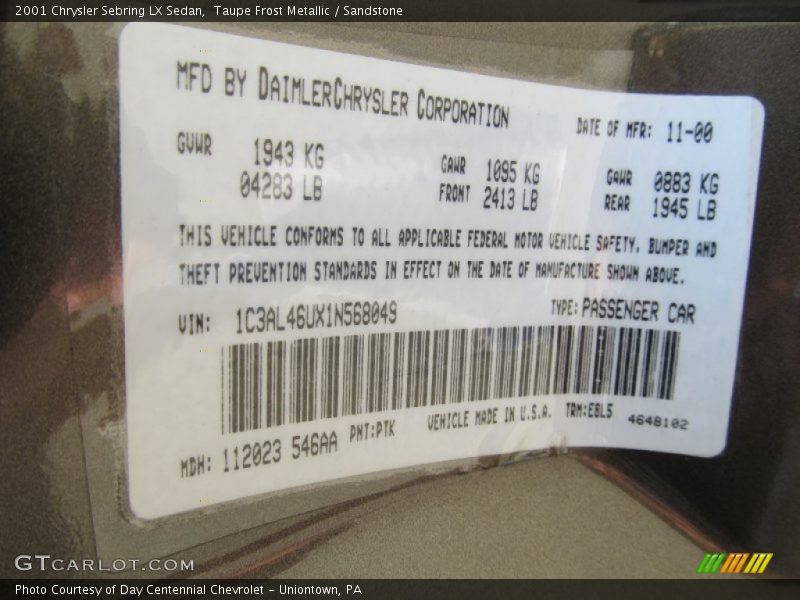 2001 Chrysler Sebring LX Sedan,  Taupe Frost Metallic / Sandstone
MFD BY DAIMLERCHRYSLER CORPORATION
DATE OF MFR: 11-00
GVWR 1943 KG
04283 LB
GAWR 1095 KG
FRONT 2413 LB
GAWR 0883 KG
REAR 1945 LB
THIS VEHICLE CONFORMS TO ALL APPLICABLE FEDERAL MOTOR VEHICLE SAFETY, BUMPER AND
THEFT PREVENTION STANDARDS IN EFFECT ON THE DATE OF MANUFACTURE SHOWN ABOVE.
VIN: 1C3AL46UX1N568049
TYPE: PASSENGER CAR
MDH: 112023 546AA PNT:PTK
VEHICLE MADE IN U.S.A. TRM:E8L5 4648102
GTCARLOT.COM
Photo Courtesy of Day Centennial Chevrolet - Uniontown, PA